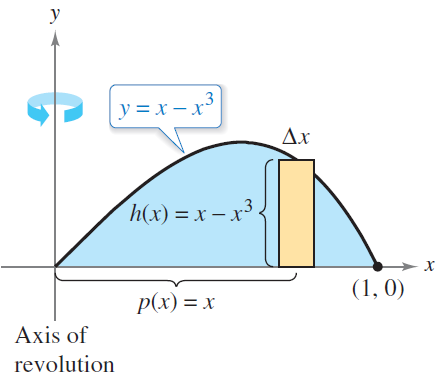 y
y = x – x³
Δx
h(x) = x – x³
x
(1, 0)
p(x) = x
Axis of
revolution